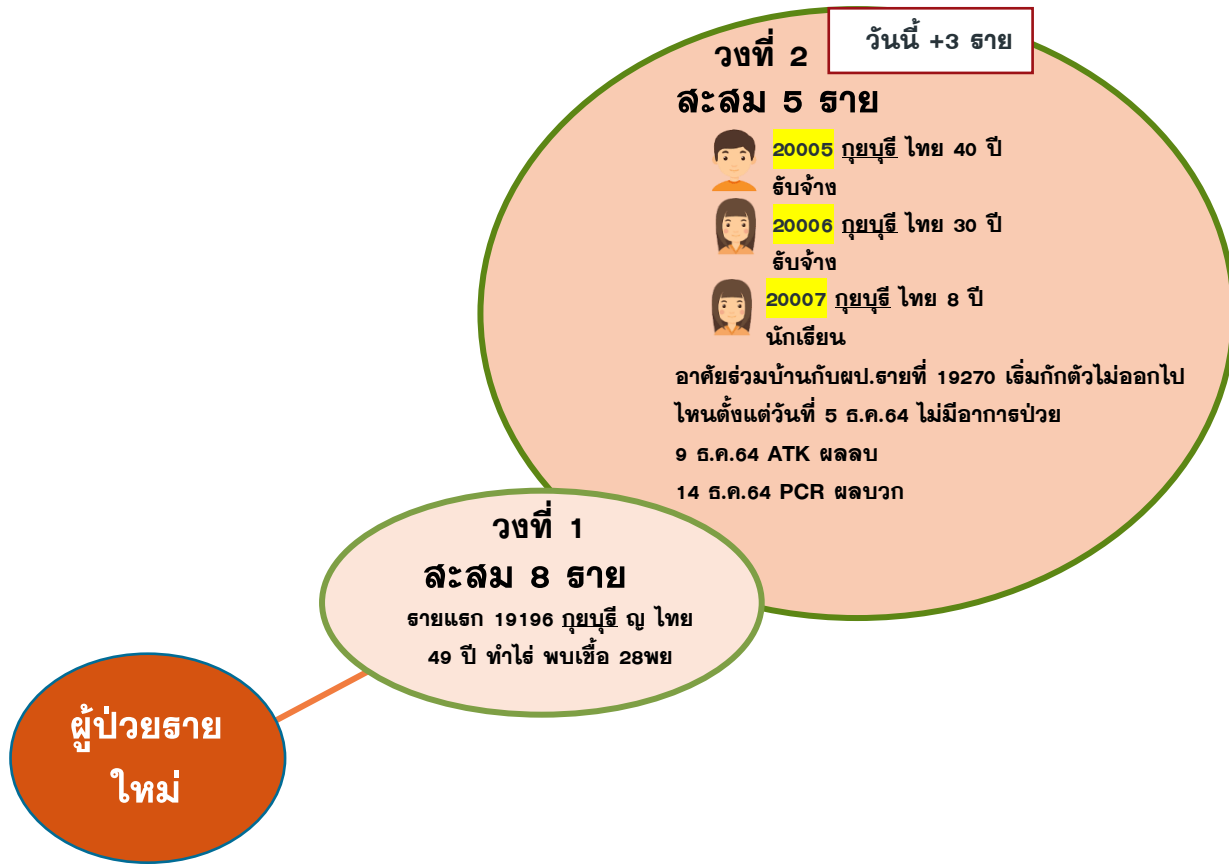 วันนี้ +3 ราย
วงที่ 2
สะสม 5 ราย
20005 กุยบุรี ไทย 40 ปี
รับจ้าง
20006 กุยบุรี ไทย 30 ปี
รับจ้าง
20007 กุยบุรี ไทย 8 ปี
นักเรียน
อาศัยร่วมบ้านกับผป.รายที่ 19270 เริ่มกักตัวไม่ออกไป
ไหนตั้งแต่วันที่ 5 ธ.ค.64 ไม่มีอาการป่วย
9 ธ.ค.64 ATK ผลลบ
14 ธ.ค.64 PCR ผลบวก
วงที่ 1
สะสม 8 ราย
รายแรก 19196 กุยบุรี ญ ไทย
49 ปี ทำไร่ พบเชื้อ 28พย
ผู้ป่วยราย
ใหม่